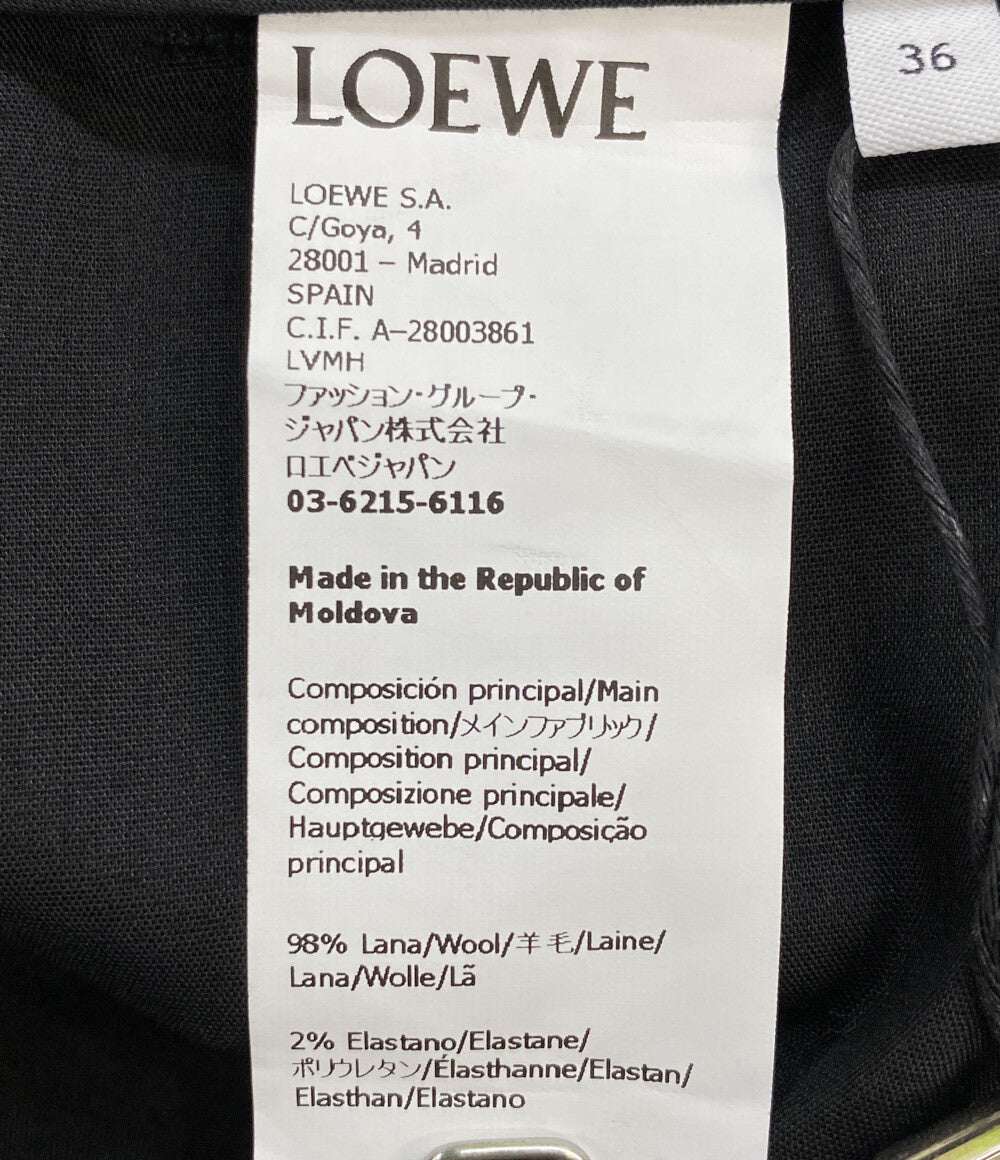 LOEWE
36
LOEWE S.A.
C/Goya, 4
28001 – Madrid
SPAIN
C.I.F. A–28003861
LVMH
ファッション・グループ・
ジャパン株式会社
ロエベジャパン
03-6215-6116
Made in the Republic of
Moldova
Composición principal/Main
composition/メインファブリック/
Composition principal/
Composizione principale/
Hauptgewebe/Composição
principal
98% Lana/Wool/羊毛/Laine/
Lana/Wolle/Lã
2% Elastano/Elastane/
ポリウレタン/Élasthanne/Elastan/
Elasthan/Elastano